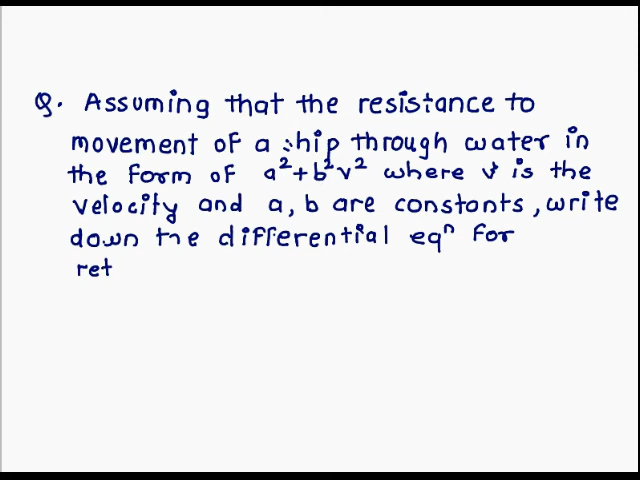 Q. Assuming that the resistance to
movement of a ship through water in
the form of a²+b²v² where v is the
velocity and a, b are constants, write
down the differential eqⁿ for
ret